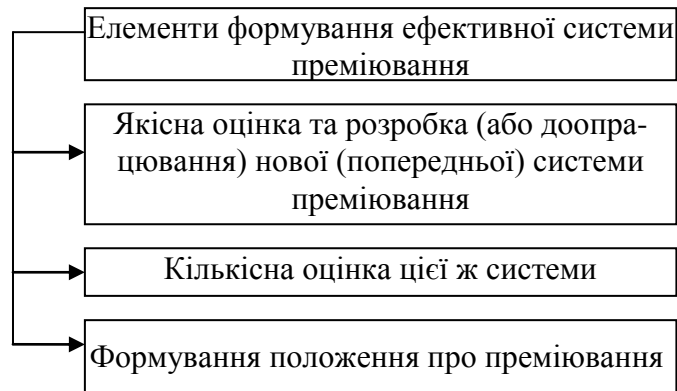 Елементи формування ефективної системи
преміювання
Якісна оцінка та розробка (або доопра-
цювання) нової (попередньої) системи
преміювання
Кількісна оцінка цієї ж системи
Формування положення про преміювання